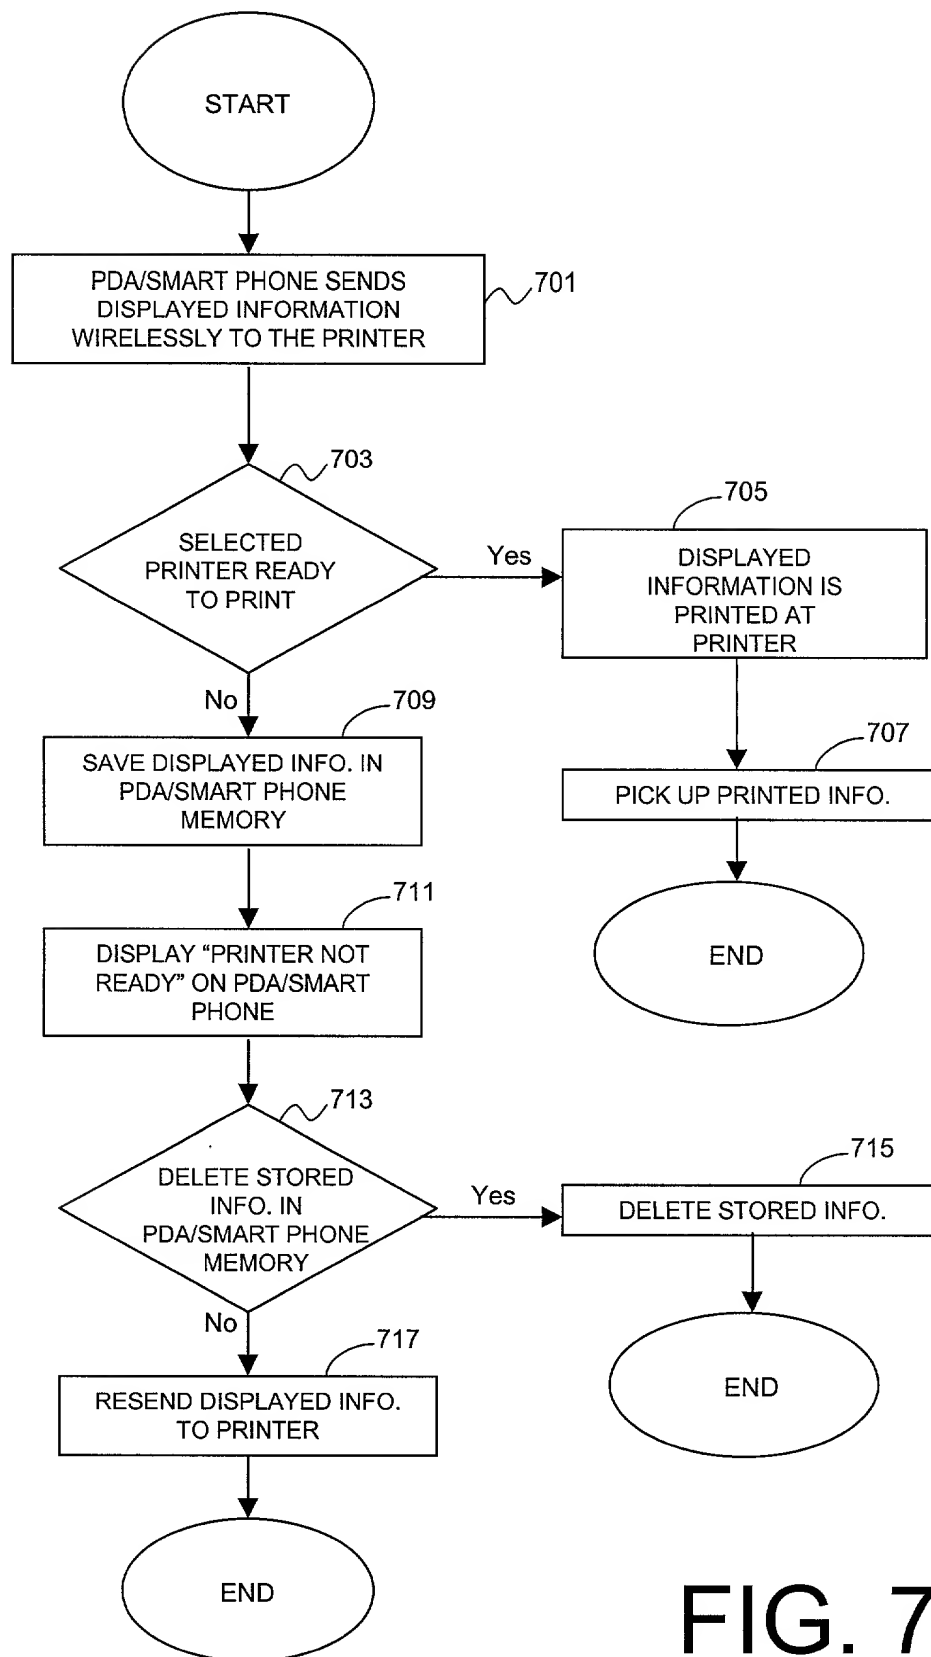 START
PDA/SMART PHONE SENDS
DISPLAYED INFORMATION
WIRELESSLY TO THE PRINTER
701
703
SELECTED
PRINTER READY
TO PRINT
Yes
705
DISPLAYED
INFORMATION IS
PRINTED AT
PRINTER
No
709
SAVE DISPLAYED INFO. IN
PDA/SMART PHONE
MEMORY
707
PICK UP PRINTED INFO.
711
DISPLAY “PRINTER NOT
READY” ON PDA/SMART
PHONE
END
713
DELETE STORED
INFO. IN
PDA/SMART PHONE
MEMORY
Yes
715
DELETE STORED INFO.
No
717
RESEND DISPLAYED INFO.
TO PRINTER
END
END
FIG. 7